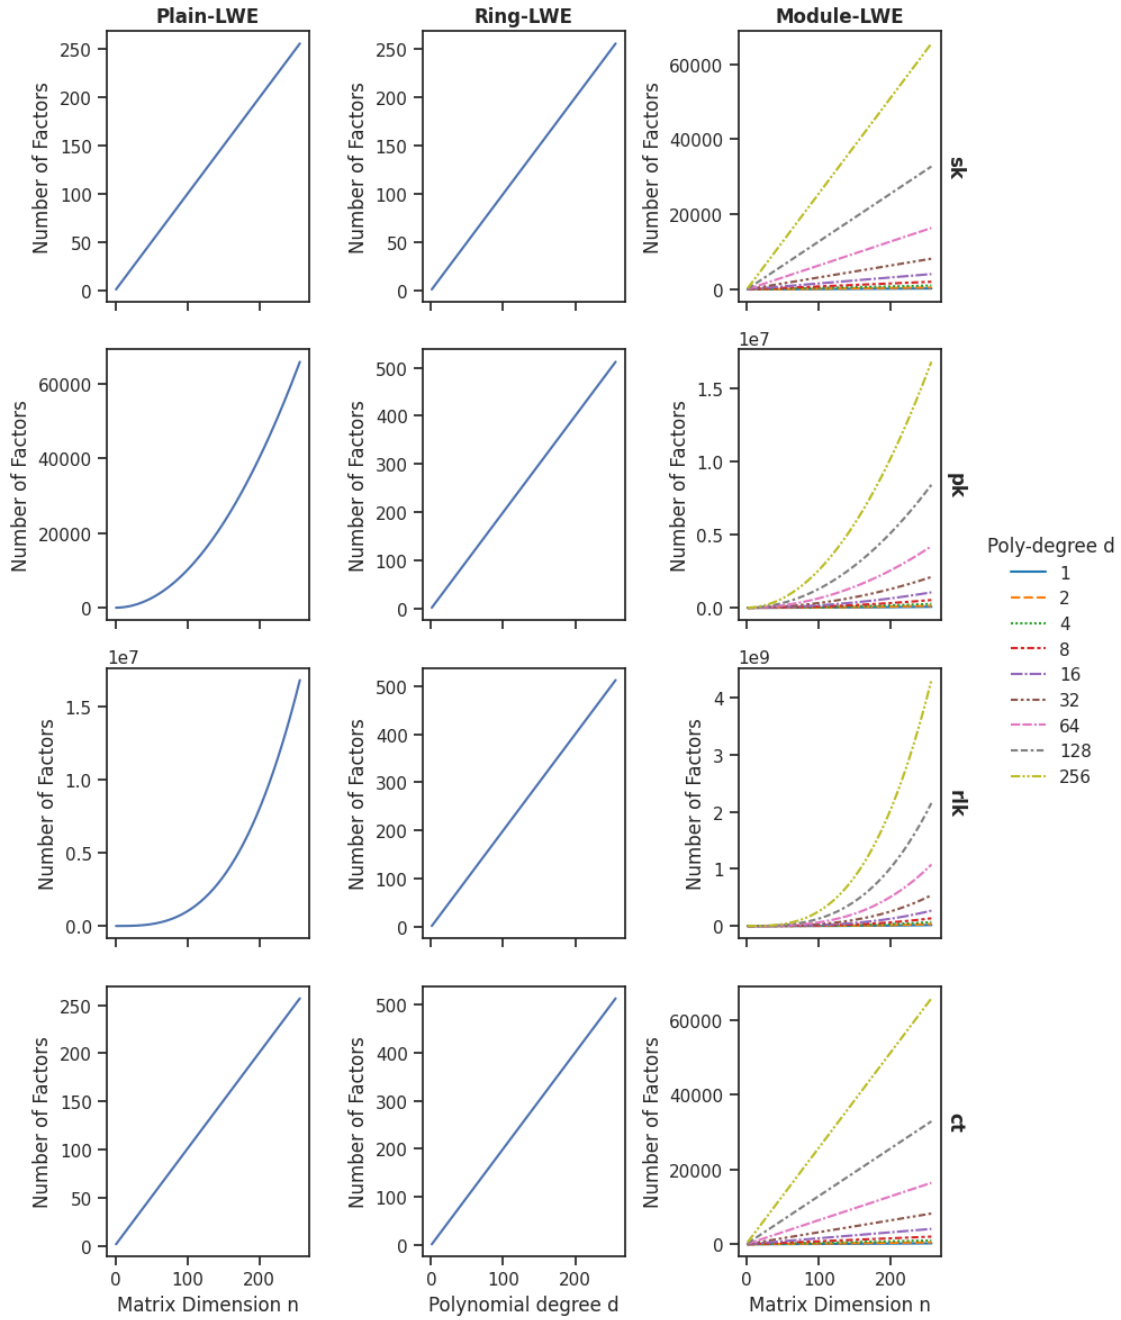 Plain-LWE
Ring-LWE
Module-LWE
Number of Factors
250
200
150
100
50
0
Number of Factors
250
200
150
100
50
0
Number of Factors
60000
40000
20000
0
sk
Number of Factors
60000
40000
20000
0
Number of Factors
500
400
300
200
100
0
1e7
Number of Factors
1.5
1.0
0.5
0.0
pk
1e7
Number of Factors
1.5
1.0
0.5
0.0
Number of Factors
500
400
300
200
100
0
1e9
Number of Factors
4
3
2
1
0
rlk
Number of Factors
250
200
150
100
50
0
0 100 200
Matrix Dimension n
Number of Factors
500
400
300
200
100
0
0 100 200
Polynomial degree d
Number of Factors
60000
40000
20000
0
0 100 200
Matrix Dimension n
ct
Poly-degree d
1
2
4
8
16
32
64
128
256